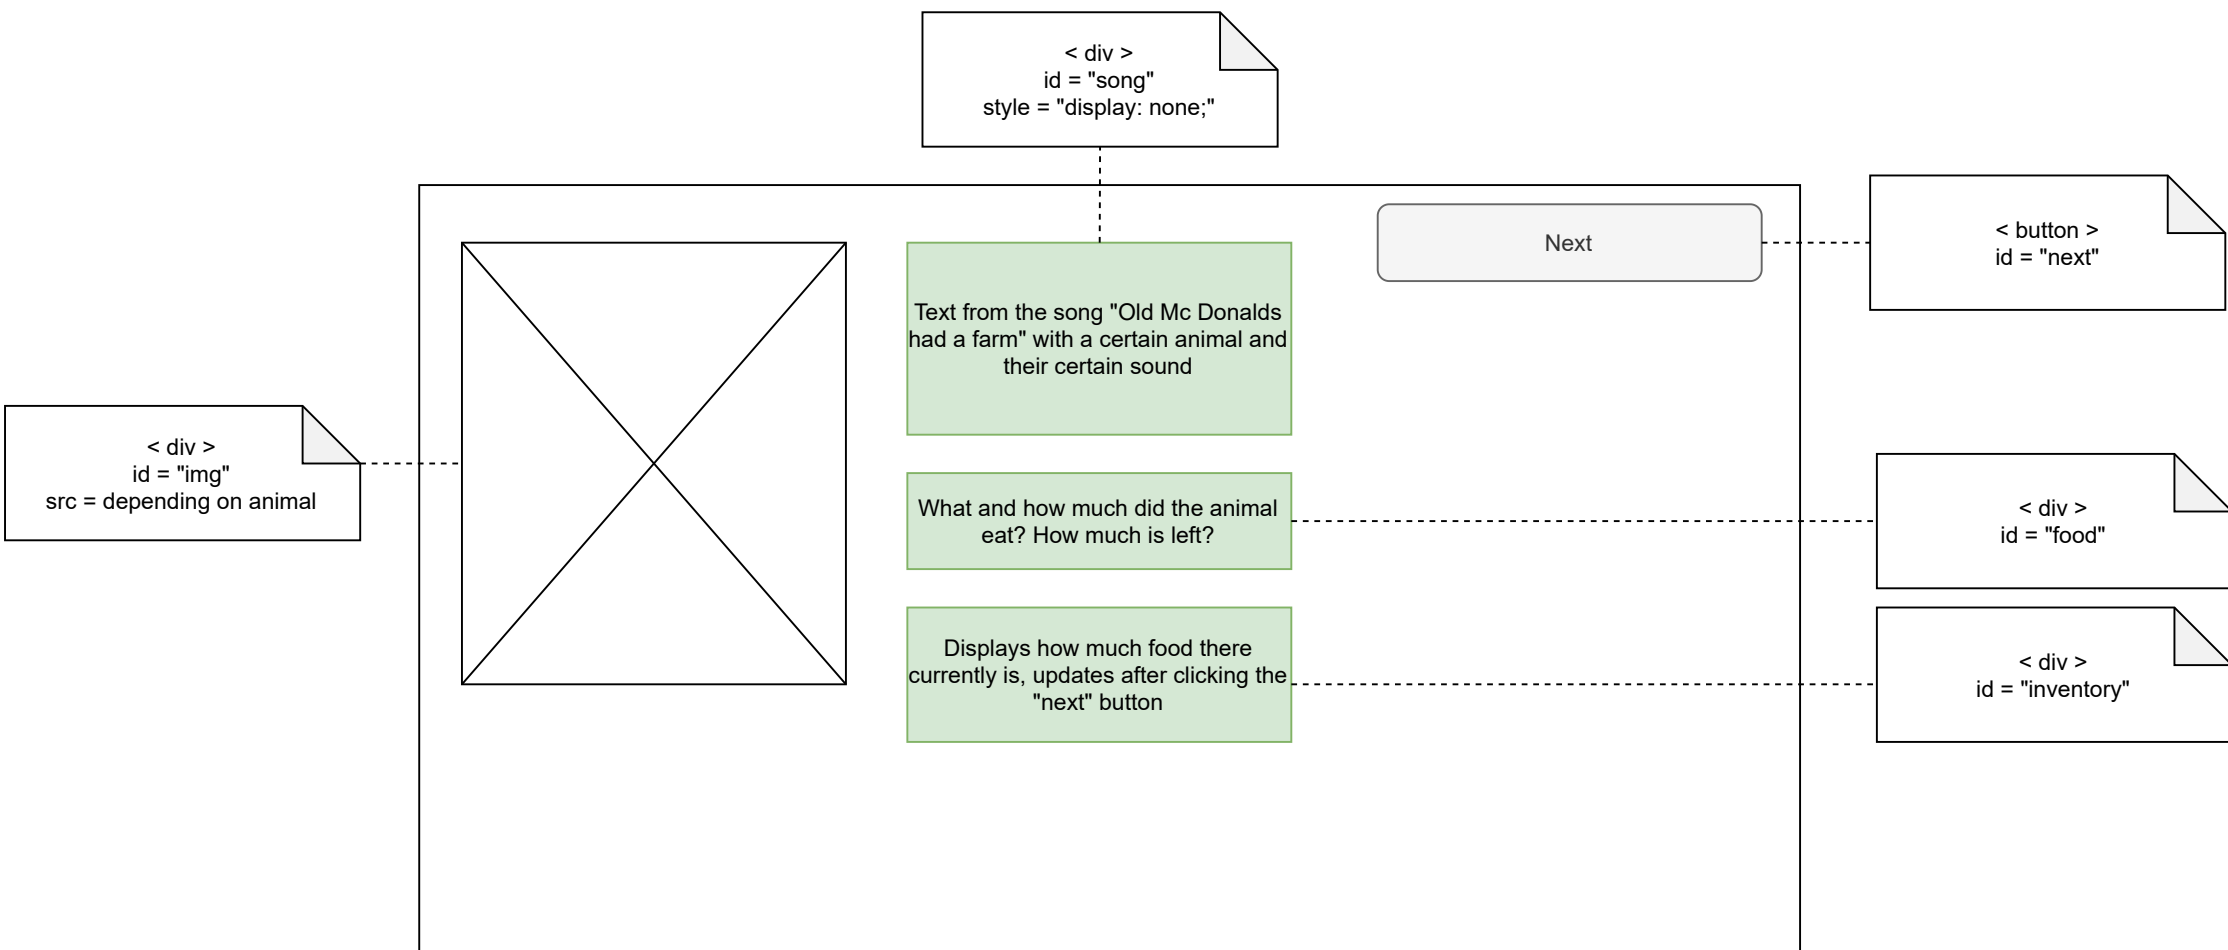 < div >
id = "song"
style = "display: none;"
Next
< button >
id = "next"
Text from the song "Old Mc Donalds
had a farm" with a certain animal and
their certain sound
< div >
id = "img"
src = depending on animal
What and how much did the animal
eat? How much is left?
< div >
id = "food"
Displays how much food there
currently is, updates after clicking the
"next" button
< div >
id = "inventory"